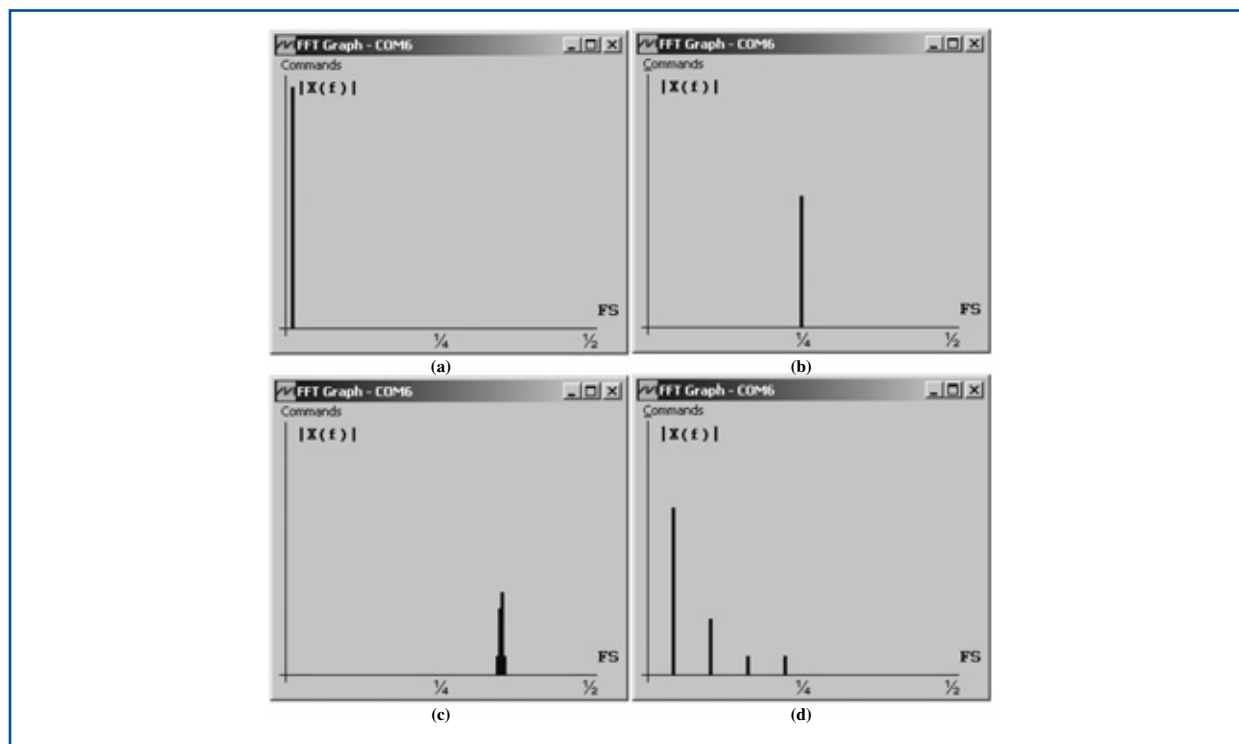 FFT Graph - COM6
Commands
|X(f)|
FS
¼
½
(a)
FFT Graph - COM6
Commands
|X(f)|
FS
¼
½
(b)
FFT Graph - COM6
Commands
|X(f)|
FS
¼
½
(c)
FFT Graph - COM6
Commands
|X(f)|
FS
¼
½
(d)